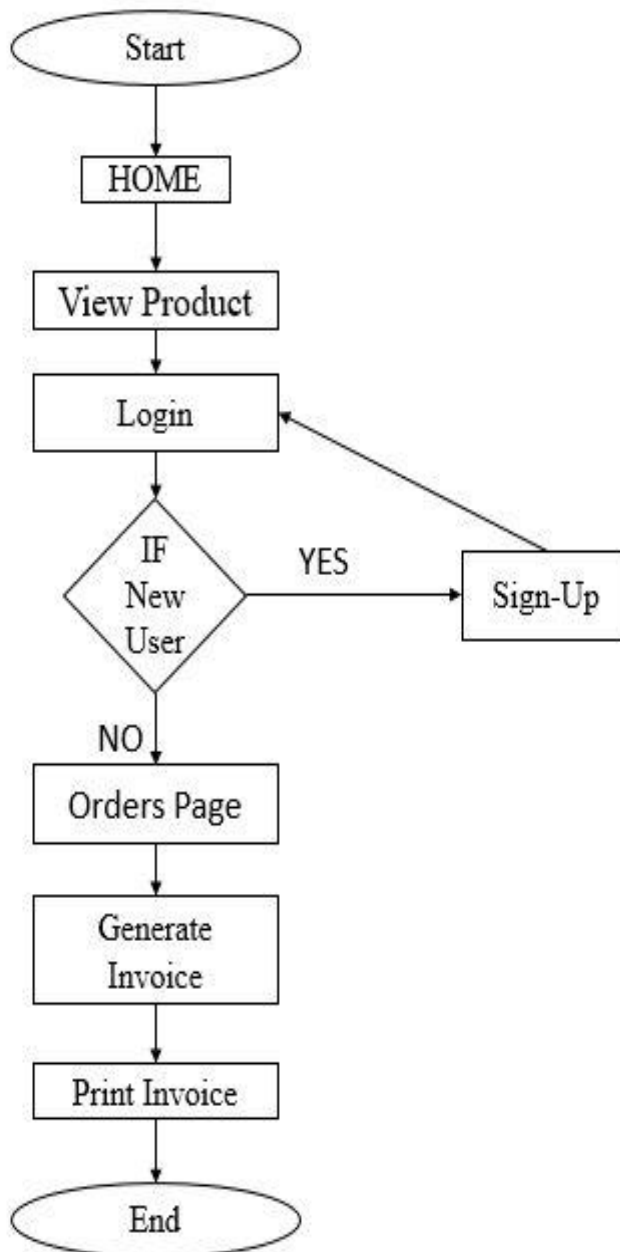 Start
HOME
View Product
Login
IF
New
User
YES
Sign-Up
NO
Orders Page
Generate
Invoice
Print Invoice
End